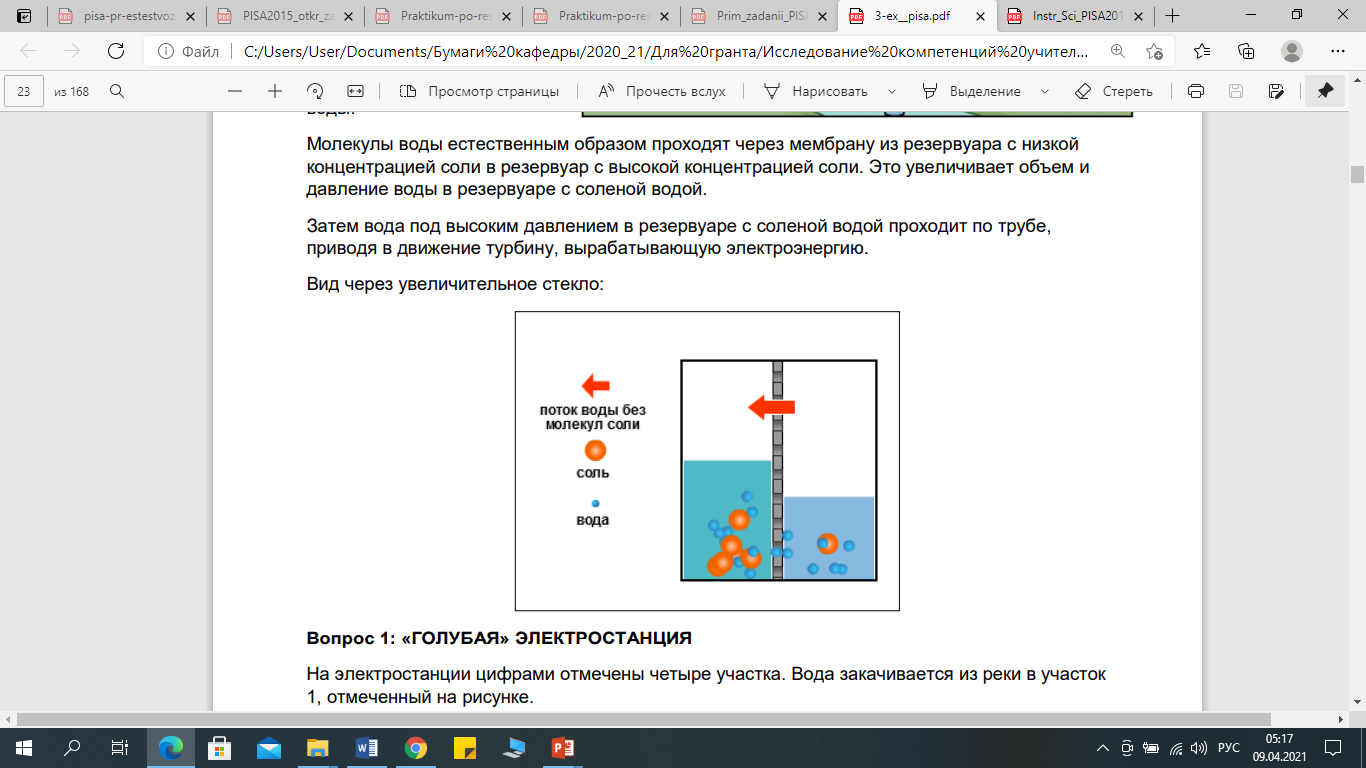 pisa-pr-estestvoz
PISA2015_otkr_za
Praktikum-po-res
Praktikum-po-res
Prim_zadanii_PISA
3-ex__pisa.pdf
Instr_Sci_PISA201
Файл
C:/Users/User/Documents/Бумаги%20кафедры/2020_21/Для%20гранта/Исследование%20компетенций%20учител...
23 из 168
Просмотр страницы
Прочесть вслух
Нарисовать
Выделение
Стереть
Молекулы воды естественным образом проходят через мембрану из резервуара с низкой
концентрацией соли в резервуар с высокой концентрацией соли. Это увеличивает объем и
давление воды в резервуаре с соленой водой.
Затем вода под высоким давлением в резервуаре с соленой водой проходит по трубе,
приводя в движение турбину, вырабатывающую электроэнергию.
Вид через увеличительное стекло:
поток воды без
молекул соли
соль
вода
Вопрос 1: «ГОЛУБАЯ» ЭЛЕКТРОСТАНЦИЯ
На электростанции цифрами отмечены четыре участка. Вода закачивается из реки в участок
1, отмеченный на рисунке.
РУС
05:17
09.04.2021